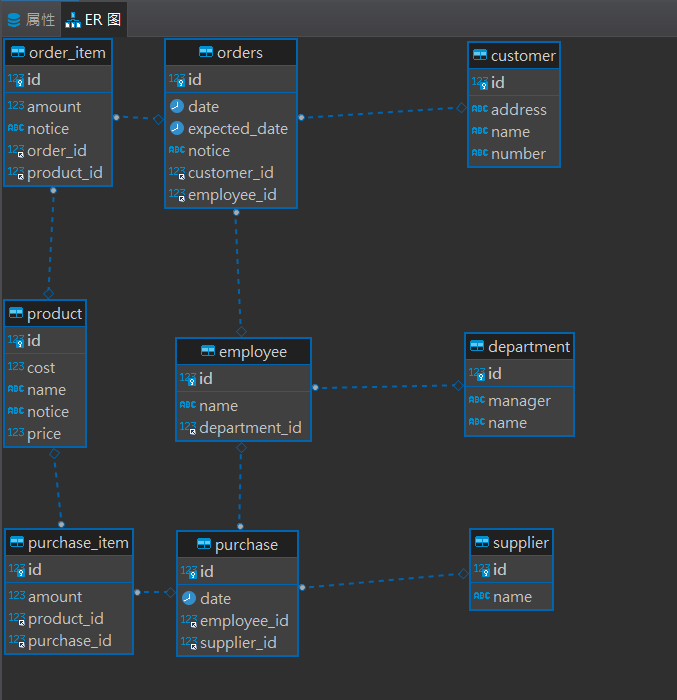 属性
ER 图
order_item
123 id
123 amount
ABC notice
123 order_id
123 product_id
orders
123 id
date
expected_date
ABC notice
123 customer_id
123 employee_id
customer
123 id
ABC address
ABC name
ABC number
product
123 id
123 cost
ABC name
ABC notice
123 price
employee
123 id
ABC name
123 department_id
department
123 id
ABC manager
ABC name
purchase_item
123 id
123 amount
123 product_id
123 purchase_id
purchase
123 id
date
123 employee_id
123 supplier_id
supplier
123 id
ABC name